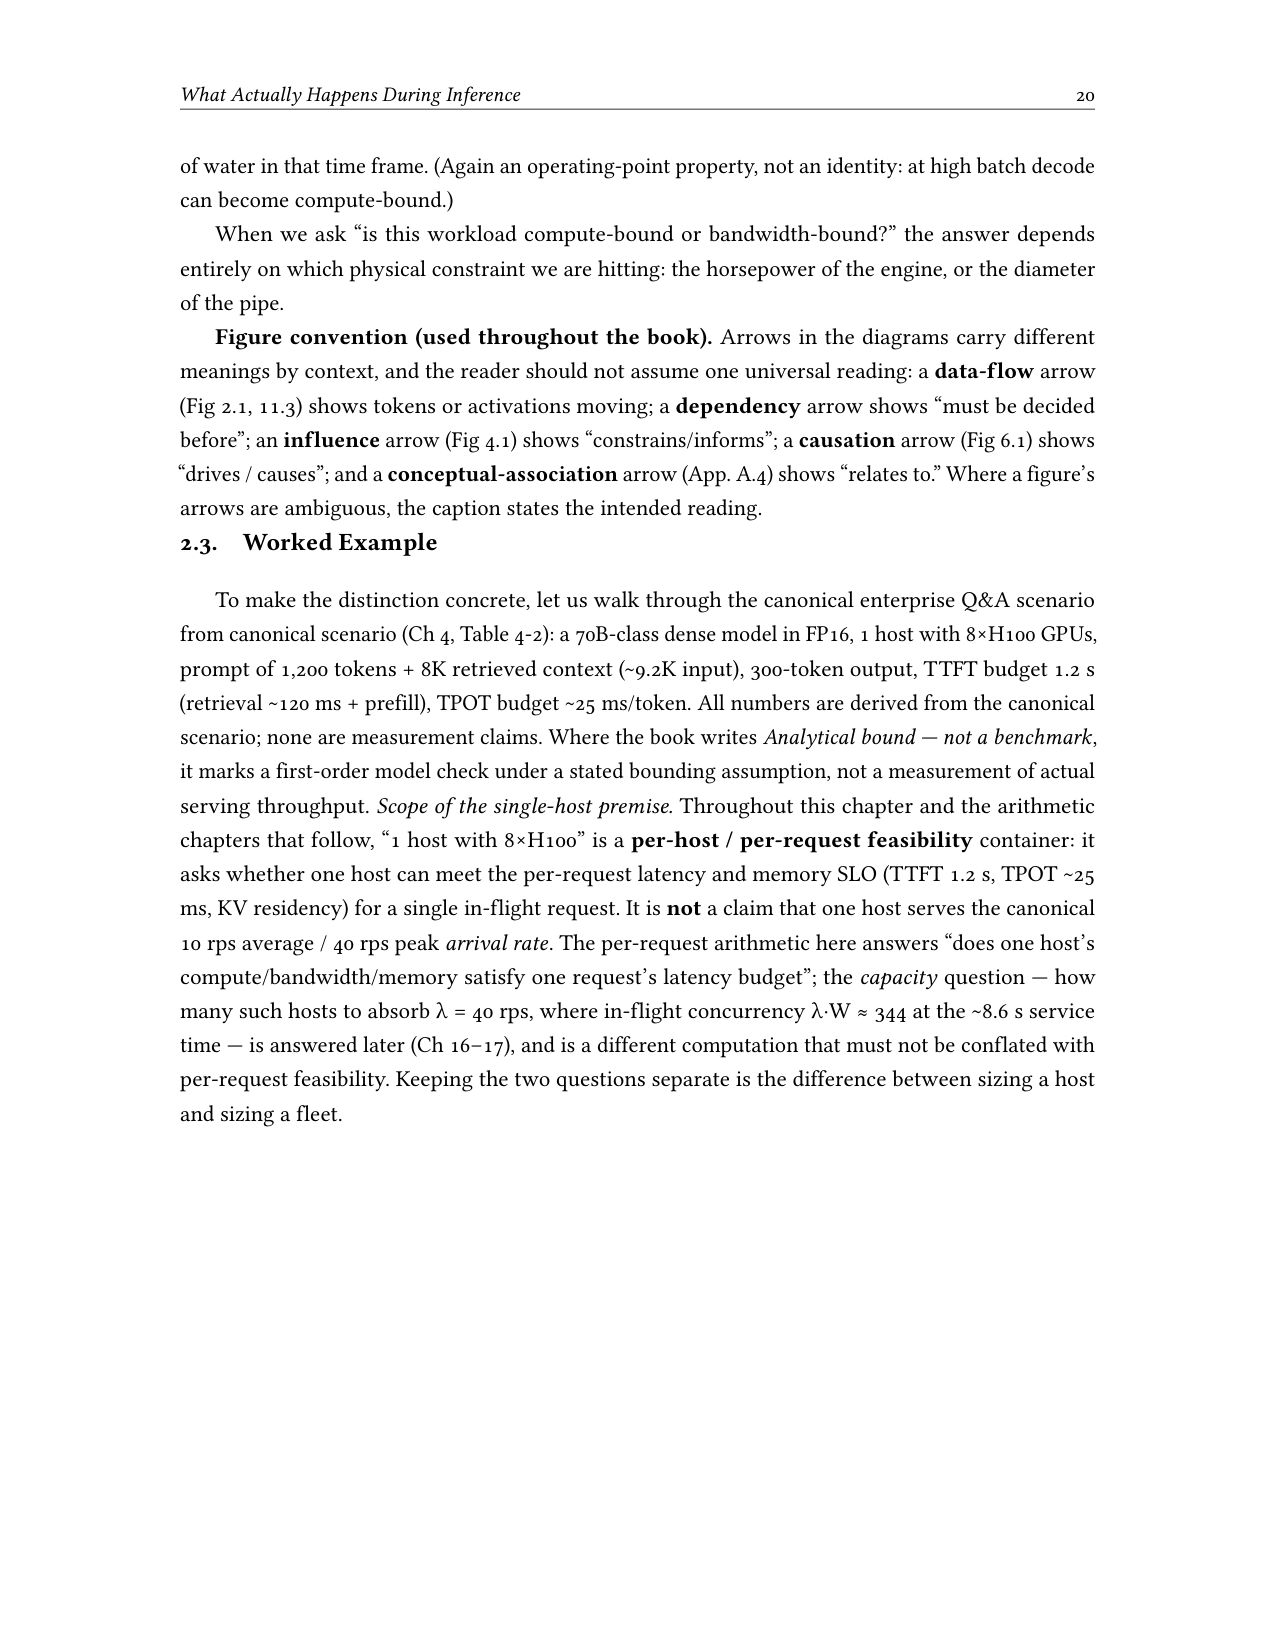 What Actually Happens During Inference 20
of water in that time frame. (Again an operating-point property, not an identity: at high batch decode
can become compute-bound.)
When we ask “is this workload compute-bound or bandwidth-bound?” the answer depends
entirely on which physical constraint we are hitting: the horsepower of the engine, or the diameter
of the pipe.
Figure convention (used throughout the book). Arrows in the diagrams carry different
meanings by context, and the reader should not assume one universal reading: a data-flow arrow
(Fig 2.1, 11.3) shows tokens or activations moving; a dependency arrow shows “must be decided
before”; an influence arrow (Fig 4.1) shows “constrains/informs”; a causation arrow (Fig 6.1) shows
“drives / causes”; and a conceptual-association arrow (App. A.4) shows “relates to.” Where a figure’s
arrows are ambiguous, the caption states the intended reading.
2.3. Worked Example
To make the distinction concrete, let us walk through the canonical enterprise Q&A scenario
from canonical scenario (Ch 4, Table 4-2): a 70B-class dense model in FP16, 1 host with 8×H100 GPUs,
prompt of 1,200 tokens + 8K retrieved context (~9.2K input), 300-token output, TTFT budget 1.2 s
(retrieval ~120 ms + prefill), TPOT budget ~25 ms/token. All numbers are derived from the canonical
scenario; none are measurement claims. Where the book writes Analytical bound — not a benchmark,
it marks a first-order model check under a stated bounding assumption, not a measurement of actual
serving throughput. Scope of the single-host premise. Throughout this chapter and the arithmetic
chapters that follow, “1 host with 8×H100” is a per-host / per-request feasibility container: it
asks whether one host can meet the per-request latency and memory SLO (TTFT 1.2 s, TPOT ~25
ms, KV residency) for a single in-flight request. It is not a claim that one host serves the canonical
10 rps average / 40 rps peak arrival rate. The per-request arithmetic here answers “does one host’s
compute/bandwidth/memory satisfy one request’s latency budget”; the capacity question — how
many such hosts to absorb λ = 40 rps, where in-flight concurrency λ·W ≈ 344 at the ~8.6 s service
time — is answered later (Ch 16–17), and is a different computation that must not be conflated with
per-request feasibility. Keeping the two questions separate is the difference between sizing a host
and sizing a fleet.